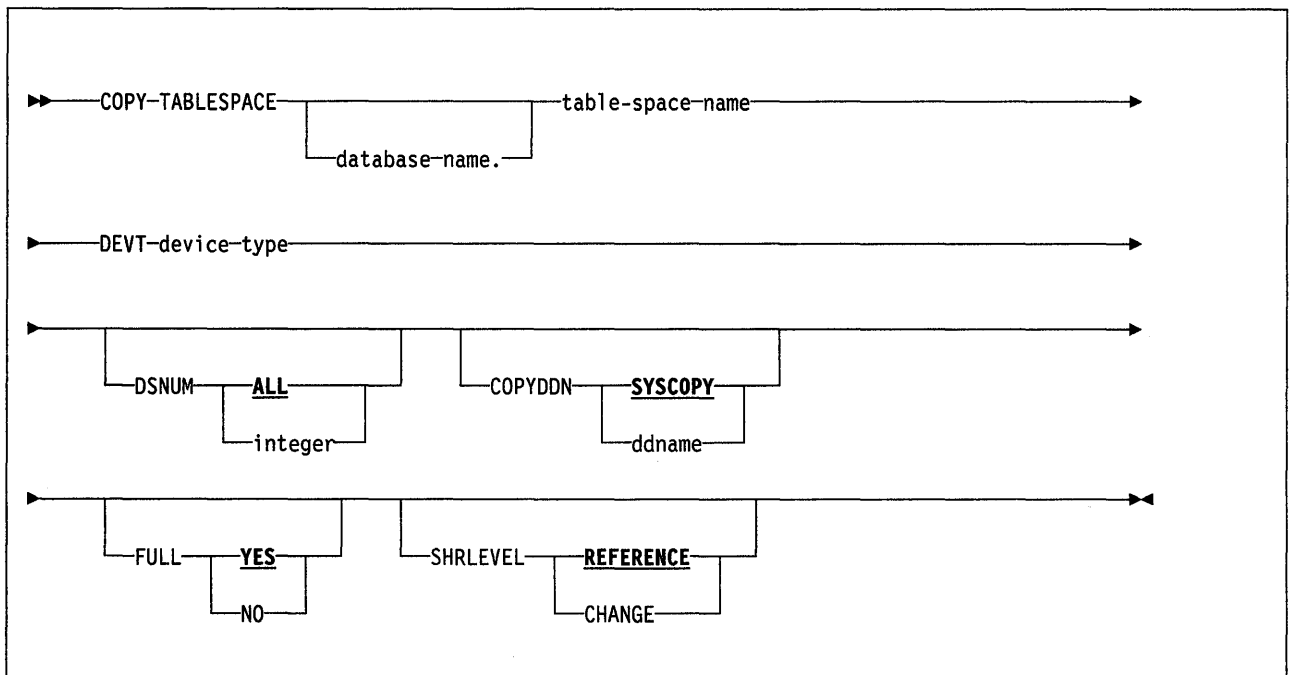 COPY TABLESPACE table-space name
database name.
DEVT device type
DSNUM ALL COPYDDN SYSCOPY
integer ddname
FULL YES SHRLEVEL REFERENCE
NO CHANGE